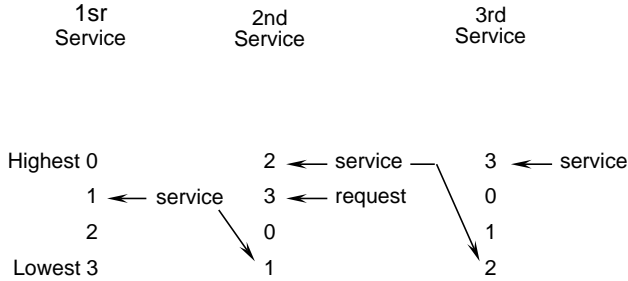 1sr
Service
2nd
Service
3rd
Service
Highest 0 2 service 3 service
1 service 3 request 0
2 0 1
Lowest 3 1 2